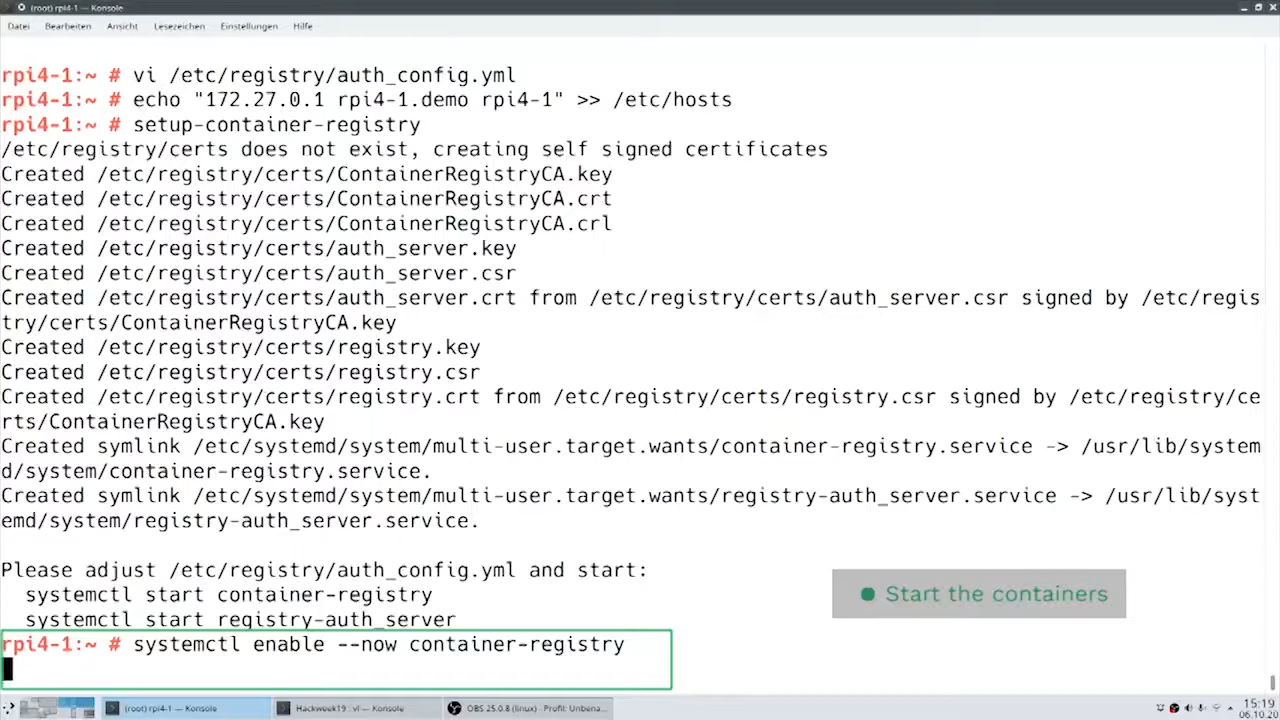 (root) rpi4-1 — Konsole
Datei Bearbeiten Ansicht Lesezeichen Einstellungen Hilfe
rpi4-1:~ # vi /etc/registry/auth_config.yml
rpi4-1:~ # echo "172.27.0.1 rpi4-1.demo rpi4-1" >> /etc/hosts
rpi4-1:~ # setup-container-registry
/etc/registry/certs does not exist, creating self signed certificates
Created /etc/registry/certs/ContainerRegistryCA.key
Created /etc/registry/certs/ContainerRegistryCA.crt
Created /etc/registry/certs/ContainerRegistryCA.crl
Created /etc/registry/certs/auth_server.key
Created /etc/registry/certs/auth_server.csr
Created /etc/registry/certs/auth_server.crt from /etc/registry/certs/auth_server.csr signed by /etc/regis
try/certs/ContainerRegistryCA.key
Created /etc/registry/certs/registry.key
Created /etc/registry/certs/registry.csr
Created /etc/registry/certs/registry.crt from /etc/registry/certs/registry.csr signed by /etc/registry/ce
rts/ContainerRegistryCA.key
Created symlink /etc/systemd/system/multi-user.target.wants/container-registry.service -> /usr/lib/system
d/system/container-registry.service.
Created symlink /etc/systemd/system/multi-user.target.wants/registry-auth_server.service -> /usr/lib/syst
emd/system/registry-auth_server.service.
Please adjust /etc/registry/auth_config.yml and start:
systemctl start container-registry
Start the containers
systemctl start registry-auth_server
rpi4-1:~ # systemctl enable --now container-registry
(root) rpi4-1 — Konsole
Hackweek19 : vi — Konsole
OBS 25.0.8 (linux) - Profil: Unbena...
15:19
06.10.20